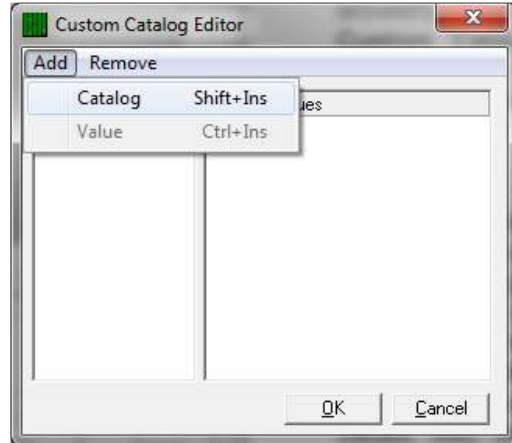 Custom Catalog Editor
Add Remove
Catalog Shift+Ins
Value Ctrl+Ins
OK Cancel